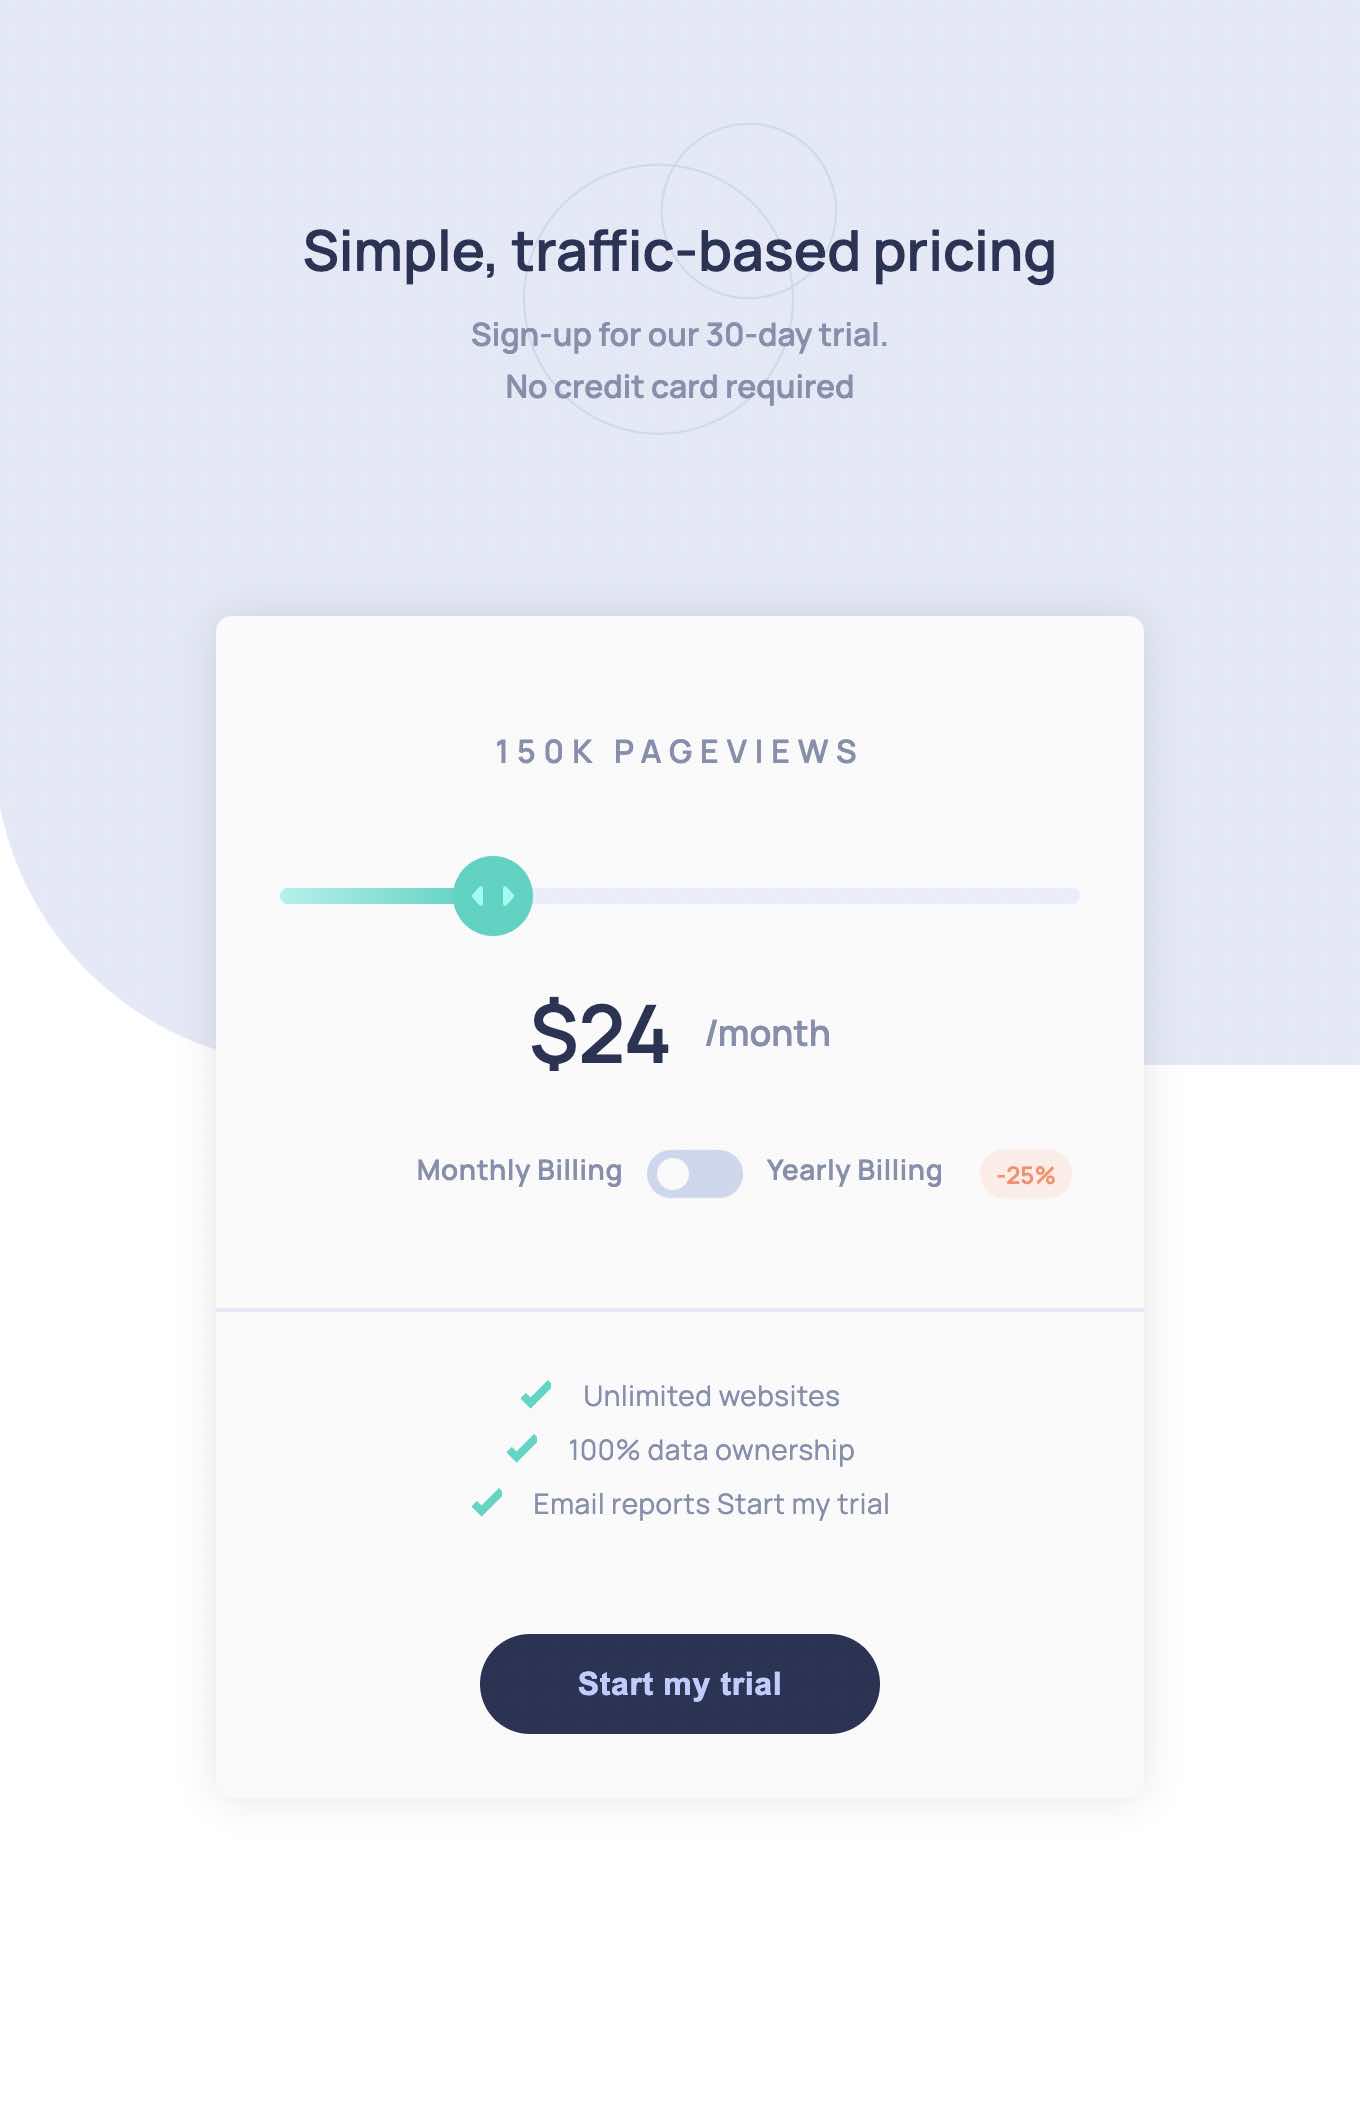 Simple, traffic-based pricing
Sign-up for our 30-day trial.
No credit card required
150K PAGEVIEWS
$24 /month
Monthly Billing Yearly Billing -25%
Unlimited websites
100% data ownership
Email reports Start my trial
Start my trial